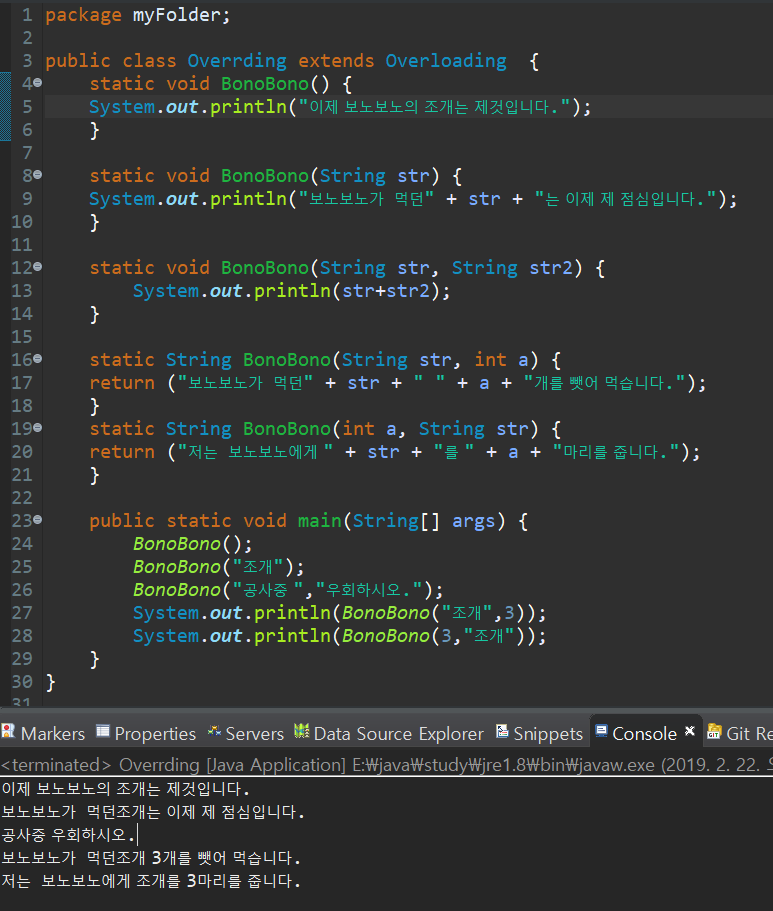 1 package myFolder;
2
3 public class Overrding extends Overloading  {
4     static void BonoBono() {
5     System.out.println("이제 보노보노의 조개는 제것입니다.");
6     }
7
8     static void BonoBono(String str) {
9     System.out.println("보노보노가 먹던" + str + "는 이제 제 점심입니다.");
10     }
11
12     static void BonoBono(String str, String str2) {
13         System.out.println(str+str2);
14     }
15
16     static String BonoBono(String str, int a) {
17     return ("보노보노가 먹던" + str + " " + a + "개를 뺏어 먹습니다.");
18     }
19     static String BonoBono(int a, String str) {
20     return ("저는 보노보노에게 " + str + "를 " + a + "마리를 줍니다.");
21     }
22
23     public static void main(String[] args) {
24         BonoBono();
25         BonoBono("조개");
26         BonoBono("공사중 ","우회하시오.");
27         System.out.println(BonoBono("조개",3));
28         System.out.println(BonoBono(3,"조개"));
29     }
30 }
31
Markers Properties Servers Data Source Explorer Snippets Console Git Re
<terminated> Overrding [Java Application] E:₩java₩study₩jre1.8₩bin₩javaw.exe (2019. 2. 22.
이제 보노보노의 조개는 제것입니다.
보노보노가 먹던조개는 이제 제 점심입니다.
공사중 우회하시오.
보노보노가 먹던조개 3개를 뺏어 먹습니다.
저는 보노보노에게 조개를 3마리를 줍니다.